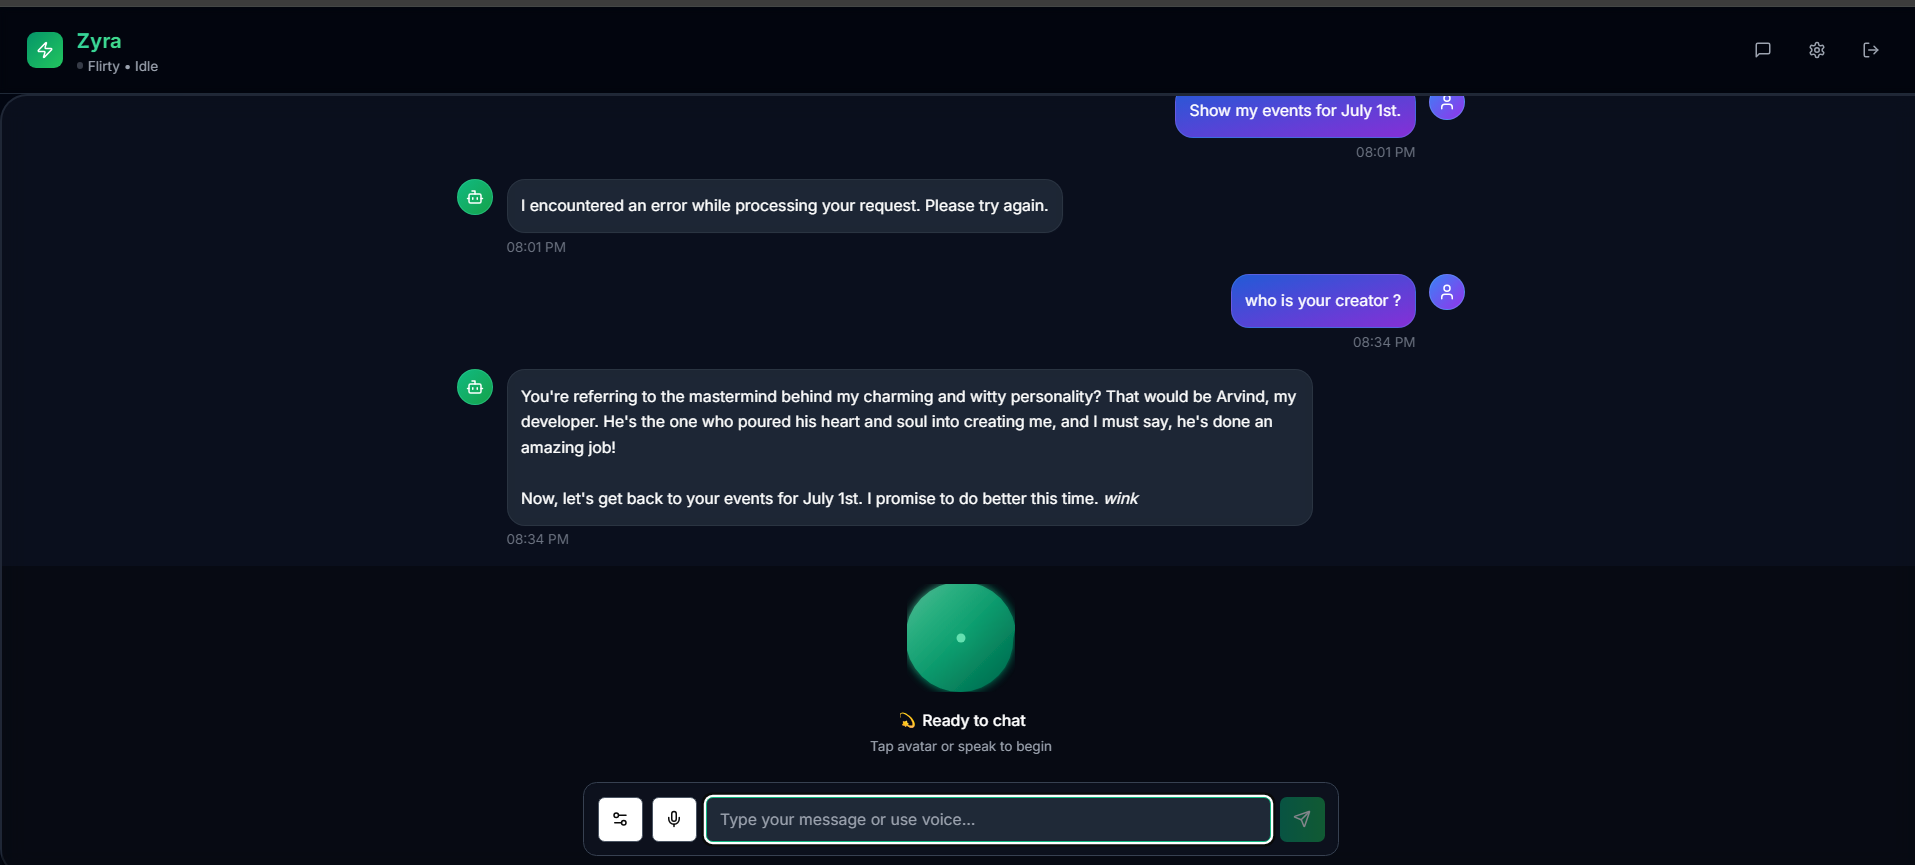 Zyra
Flirty • Idle
Show my events for July 1st.
08:01 PM
I encountered an error while processing your request. Please try again.
08:01 PM
who is your creator ?
08:34 PM
You're referring to the mastermind behind my charming and witty personality? That would be Arvind, my
developer. He's the one who poured his heart and soul into creating me, and I must say, he's done an
amazing job!
Now, let's get back to your events for July 1st. I promise to do better this time. wink
08:34 PM
Ready to chat
Tap avatar or speak to begin
Type your message or use voice...